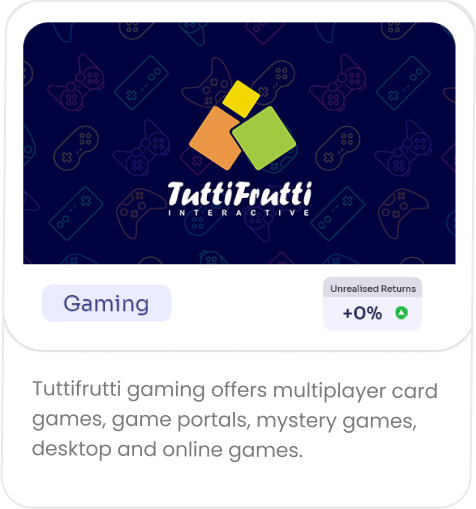 TuttiFrutti
INTERACTIVE
Gaming
Unrealised Returns
+0%
Tuttifrutti gaming offers multiplayer card
games, game portals, mystery games,
desktop and online games.